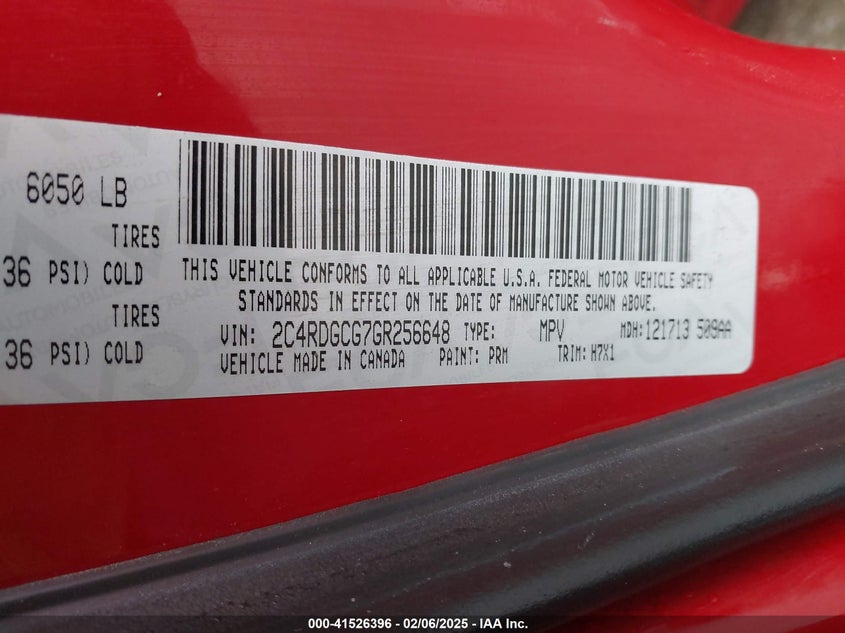 6050 LB
TIRES
36 PSI) COLD
TIRES
36 PSI) COLD
THIS VEHICLE CONFORMS TO ALL APPLICABLE U.S.A. FEDERAL MOTOR VEHICLE SAFETY
STANDARDS IN EFFECT ON THE DATE OF MANUFACTURE SHOWN ABOVE.
VIN: 2C4RDGCG7GR256648 TYPE: MPV MDH:121713 509AA
VEHICLE MADE IN CANADA PAINT: PRM TRIM: H7X1
000-41526396 - 02/06/2025 - IAA Inc.